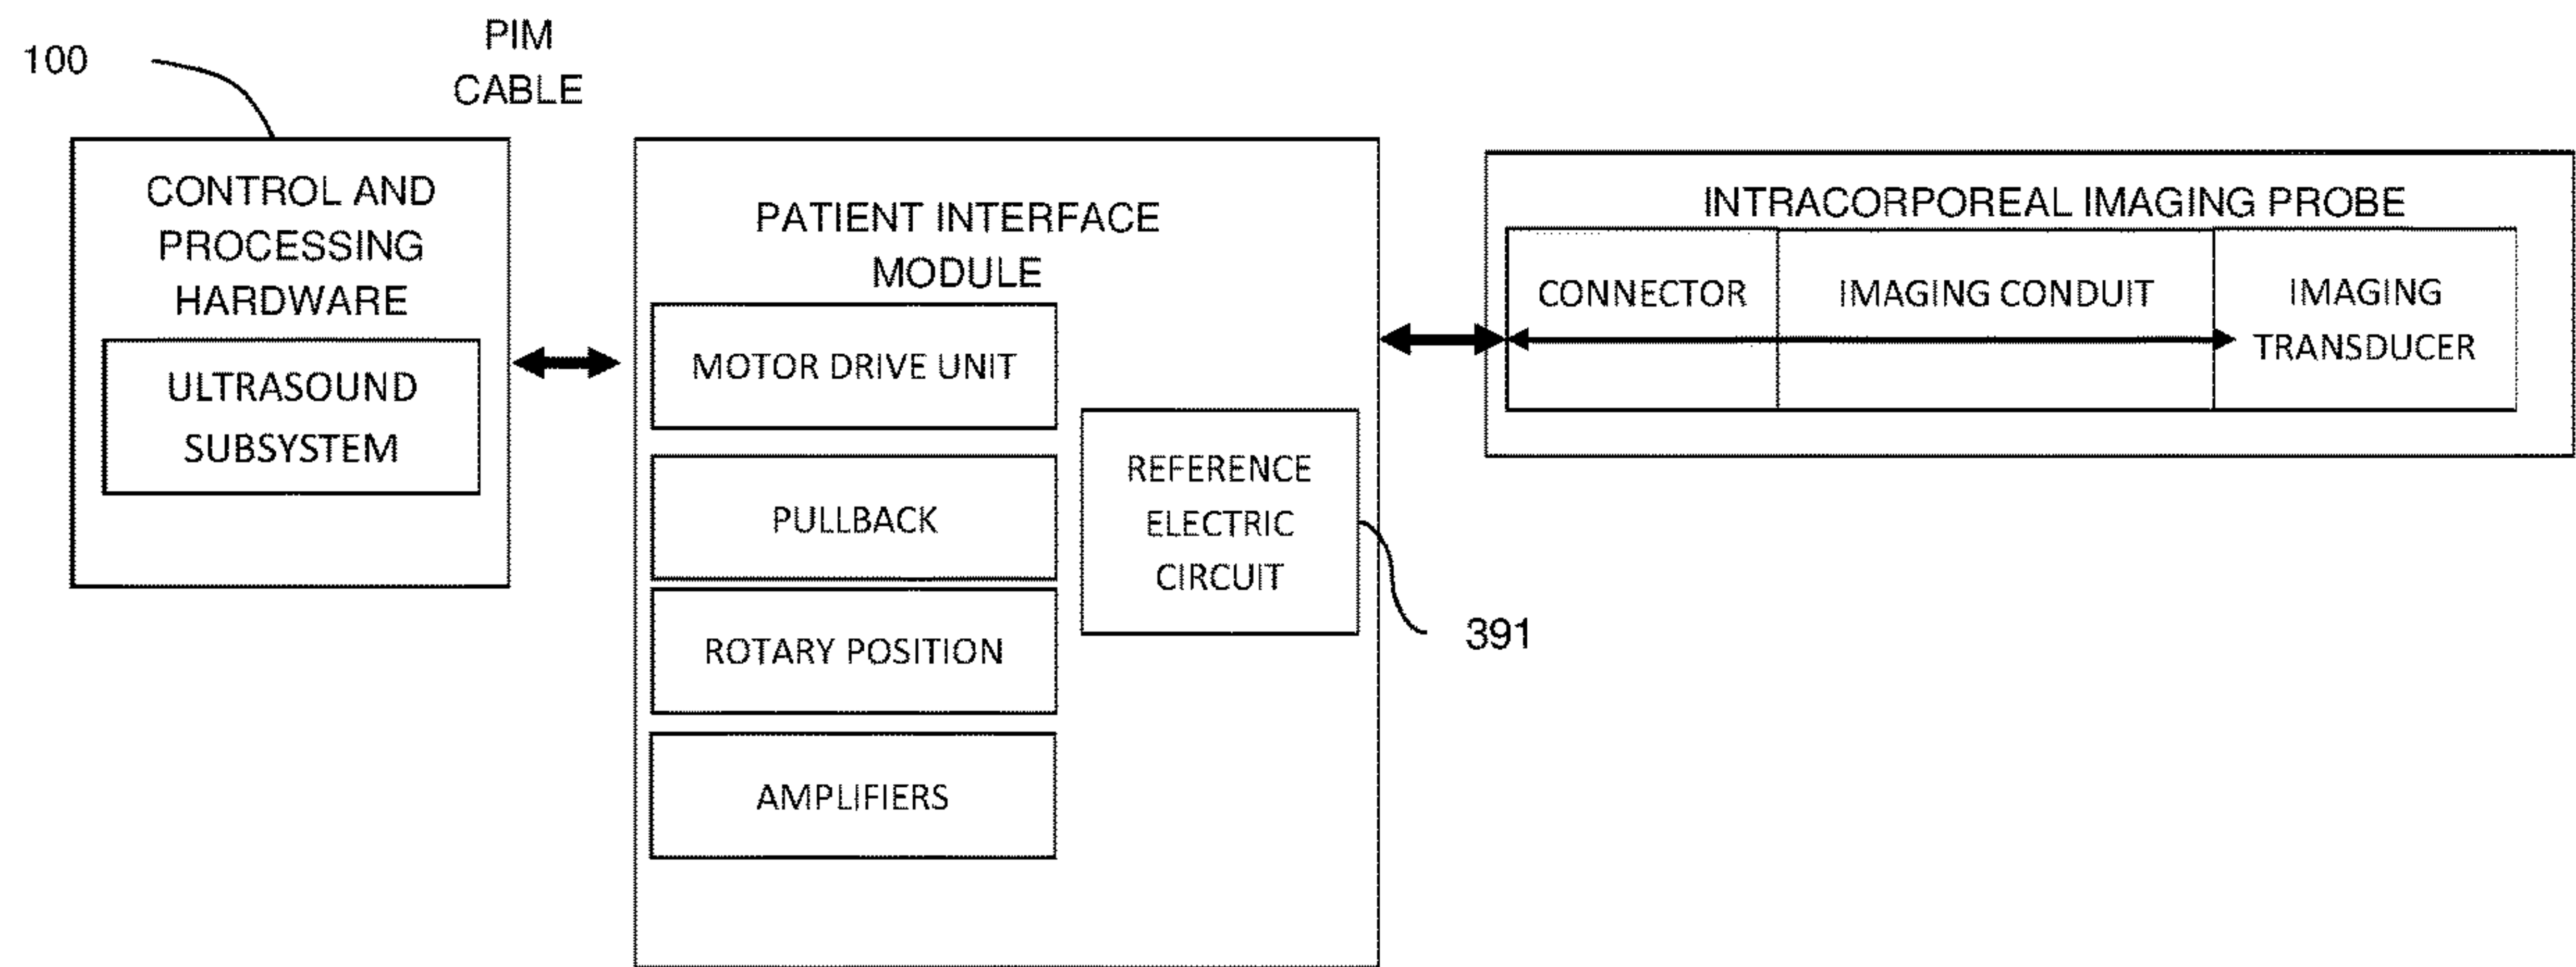 100
PIM
CABLE
CONTROL AND
PROCESSING
HARDWARE
ULTRASOUND
SUBSYSTEM
PATIENT INTERFACE
MODULE
MOTOR DRIVE UNIT
PULLBACK
ROTARY POSITION
AMPLIFIERS
REFERENCE
ELECTRIC
CIRCUIT
391
INTRACORPOREAL IMAGING PROBE
CONNECTOR
IMAGING CONDUIT
IMAGING
TRANSDUCER